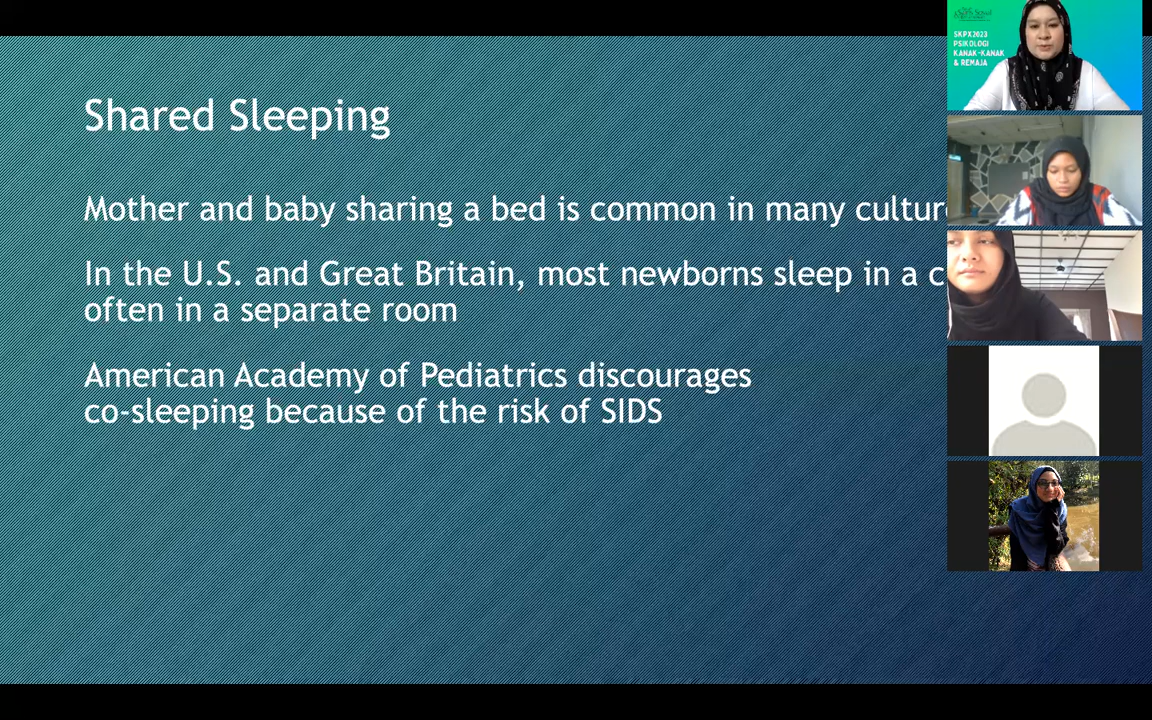 Shared Sleeping
Mother and baby sharing a bed is common in many
In the U.S. and Great Britain, most newborns sleep in a
often in a separate room
American Academy of Pediatrics discourages
co-sleeping because of the risk of SIDS
SKPX2023
PSIKOLOGI
KANAK-KANAK
& REMAJA